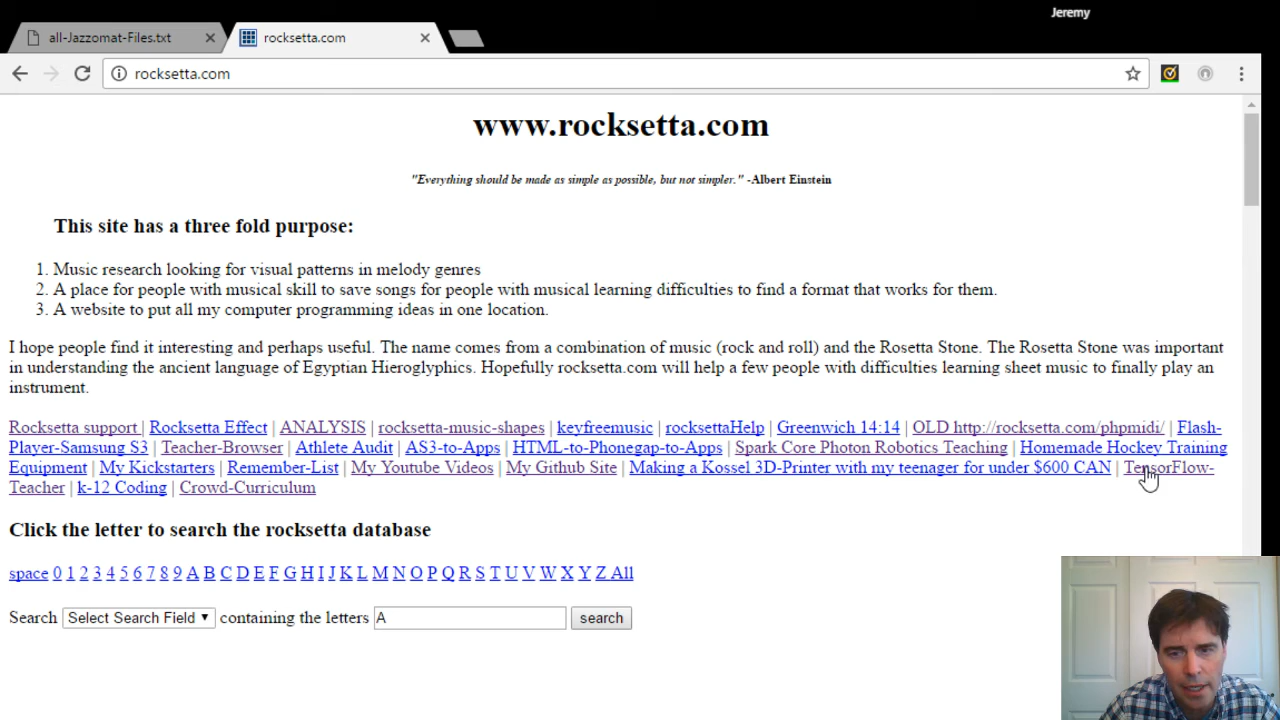 Jeremy
all-Jazzomat-Files.txt
rocksetta.com
rocksetta.com
www.rocksetta.com
"Everything should be made as simple as possible, but not simpler." -Albert Einstein
This site has a three fold purpose:
1. Music research looking for visual patterns in melody genres
2. A place for people with musical skill to save songs for people with musical learning difficulties to find a format that works for them.
3. A website to put all my computer programming ideas in one location.
I hope people find it interesting and perhaps useful. The name comes from a combination of music (rock and roll) and the Rosetta Stone. The Rosetta Stone was important
in understanding the ancient language of Egyptian Hieroglyphics. Hopefully rocksetta.com will help a few people with difficulties learning sheet music to finally play an
instrument.
Rocksetta support | Rocksetta Effect | ANALYSIS | rocksetta-music-shapes | keyfreemusic | rocksettaHelp | Greenwich 14:14 | OLD http://rocksetta.com/phpmidi/ | Flash-
Player-Samsung S3 | Teacher-Browser | Athlete Audit | AS3-to-Apps | HTML-to-Phonegap-to-Apps | Spark Core Photon Robotics Teaching | Homemade Hockey Training
Equipment | My Kickstarters | Remember-List | My Youtube Videos | My Github Site | Making a Kossel 3D-Printer with my teenager for under $600 CAN | TensorFlow-
Teacher | k-12 Coding | Crowd-Curriculum
Click the letter to search the rocksetta database
space 0 1 2 3 4 5 6 7 8 9 A B C D E F G H I J K L M N O P Q R S T U V W X Y Z All
Search Select Search Field containing the letters A search